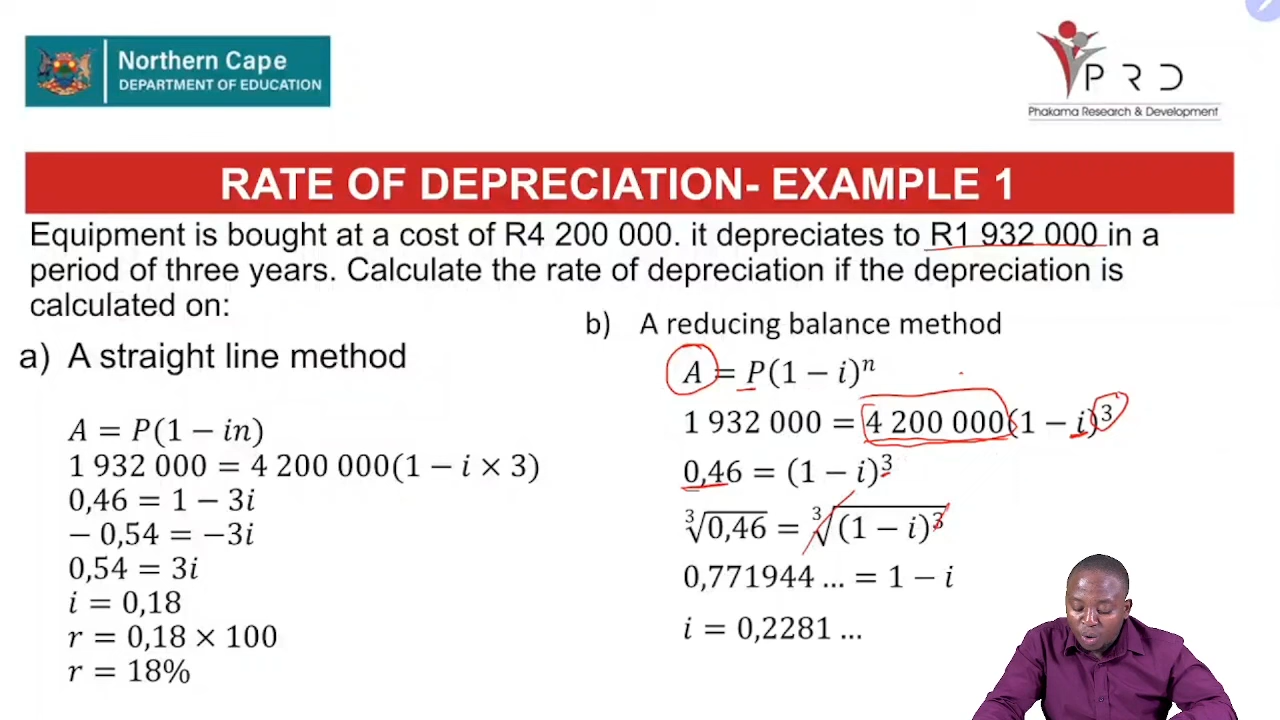 Northern Cape
DEPARTMENT OF EDUCATION
PRD
Phakama Research & Development
RATE OF DEPRECIATION- EXAMPLE 1
Equipment is bought at a cost of R4 200 000. it depreciates to R1 932 000 in a
period of three years. Calculate the rate of depreciation if the depreciation is
calculated on:
a) A straight line method
A = P(1 − in)
1 932 000 = 4 200 000(1 − i × 3)
0,46 = 1 − 3i
− 0,54 = −3i
0,54 = 3i
i = 0,18
r = 0,18 × 100
r = 18%
b) A reducing balance method
A = P(1 − i)ⁿ
1 932 000 = 4 200 000(1 − i)³
0,46 = (1 − i)³
∛0,46 = ∛(1 − i)³
0,771944 ... = 1 − i
i = 0,2281 ...